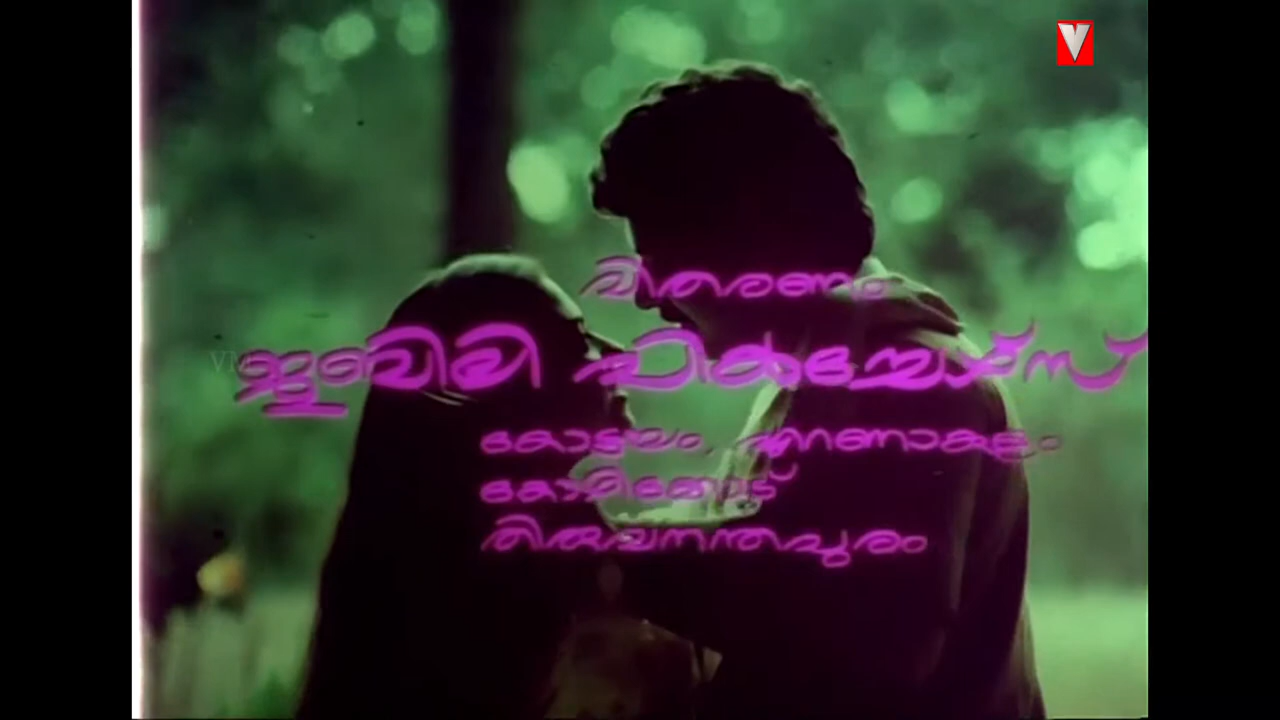 V
വിതരണം
ജൂബിലി പിക്ച്ചേഴ്സ്
കോട്ടയം, എറണാകുളം
കോഴിക്കോട്
തിരുവനന്തപുരം